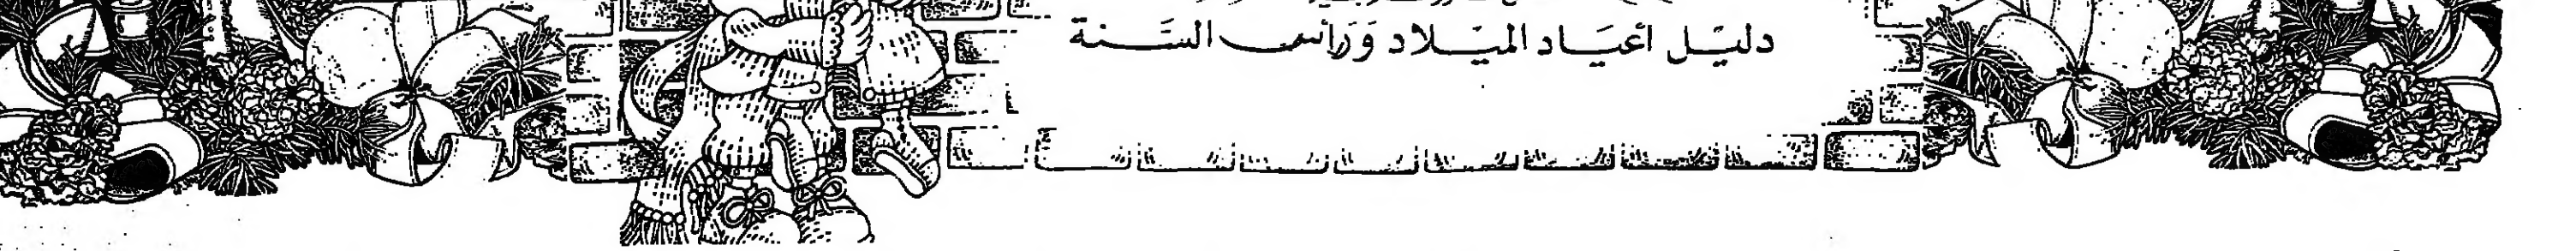 دليل أعياد الميلاد ورأس السنة